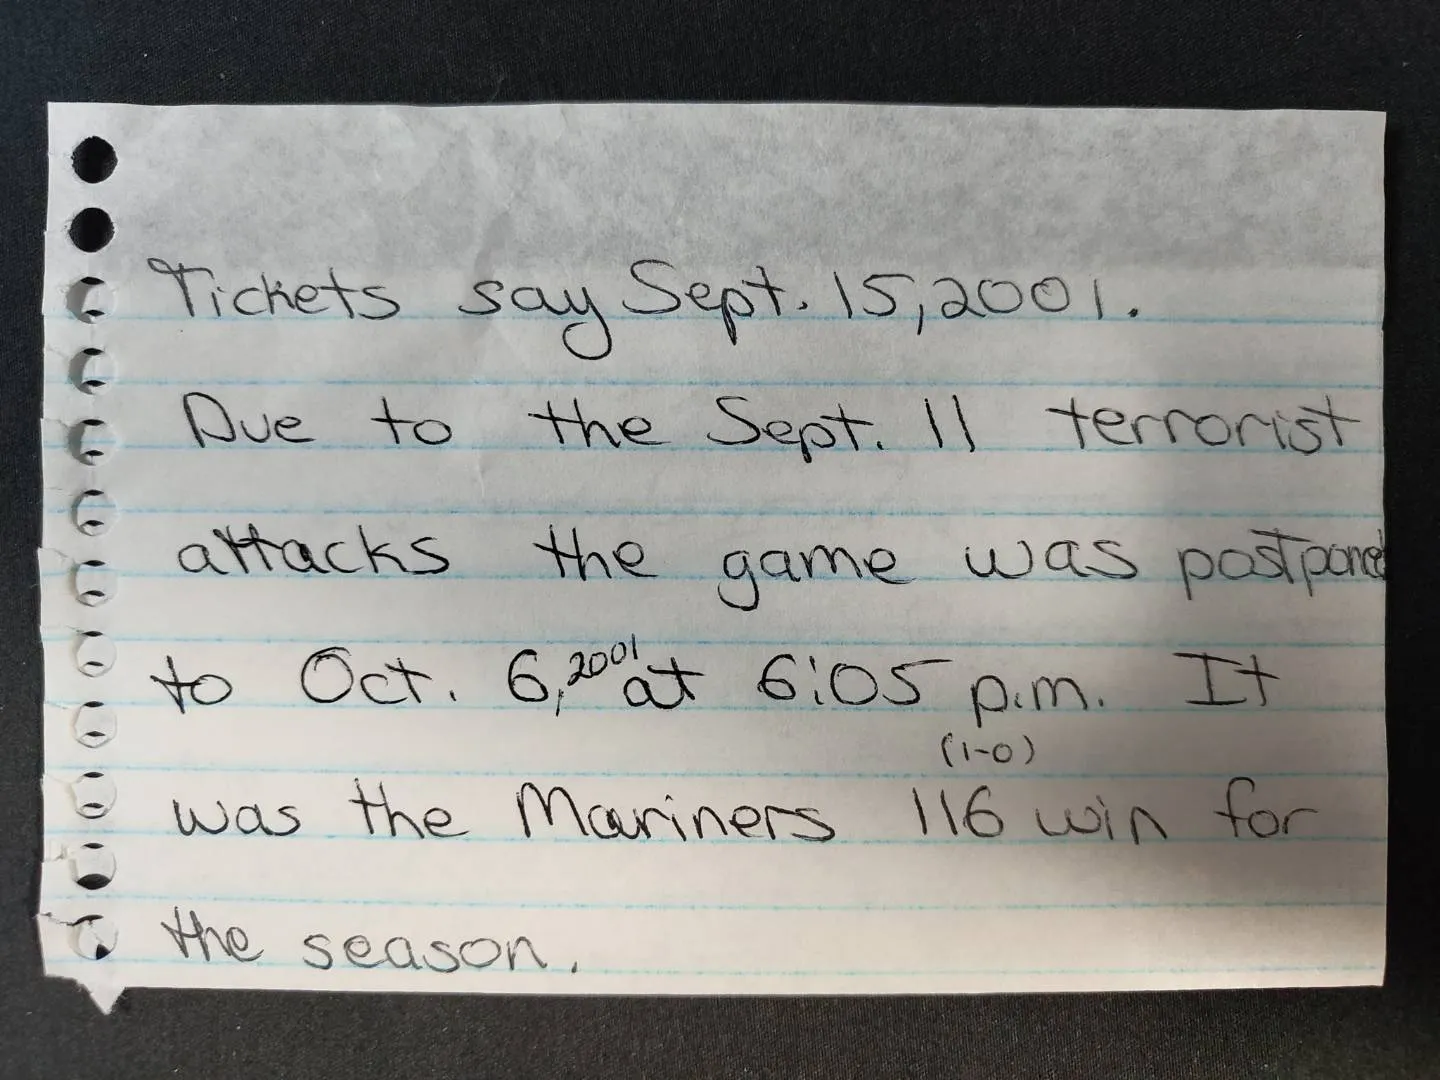 Tickets say Sept. 15, 2001.
Due to the Sept. 11 terrorist
attacks the game was postponed
to Oct. 6, 2001 at 6:05 p.m. It
(1-0)
was the Mariners 116 win for
the season.